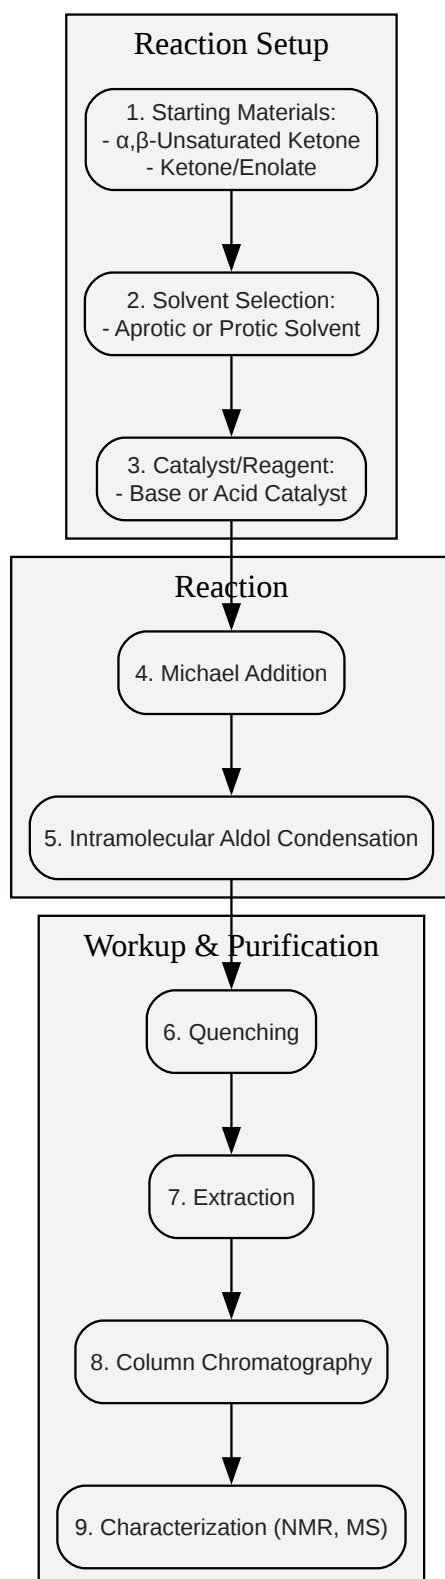 Reaction Setup
1. Starting Materials:
- α,β-Unsaturated Ketone
- Ketone/Enolate
2. Solvent Selection:
- Aprotic or Protic Solvent
3. Catalyst/Reagent:
- Base or Acid Catalyst
Reaction
4. Michael Addition
5. Intramolecular Aldol Condensation
Workup & Purification
6. Quenching
7. Extraction
8. Column Chromatography
9. Characterization (NMR, MS)